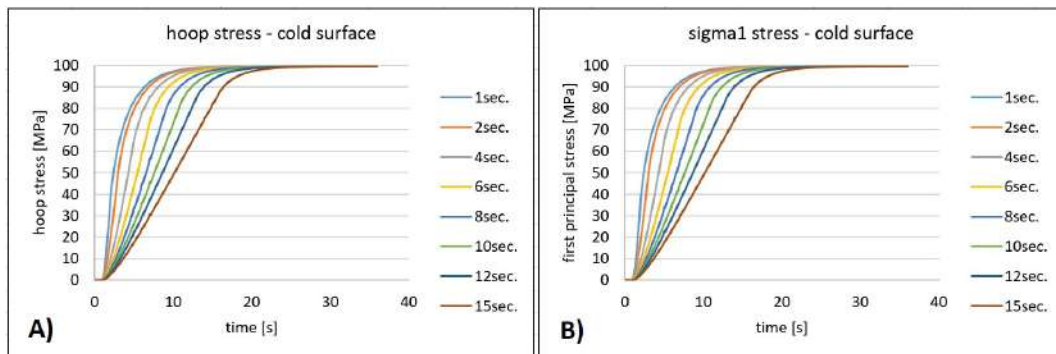 hoop stress - cold surface
hoop stress [MPa]
100
90
80
70
60
50
40
30
20
10
0
0 10 20 30 40
time [s]
1sec.
2sec.
4sec.
6sec.
8sec.
10sec.
12sec.
15sec.
A)
sigma1 stress - cold surface
first principal stress [MPa]
100
90
80
70
60
50
40
30
20
10
0
0 10 20 30 40
time [s]
1sec.
2sec.
4sec.
6sec.
8sec.
10sec.
12sec.
15sec.
B)